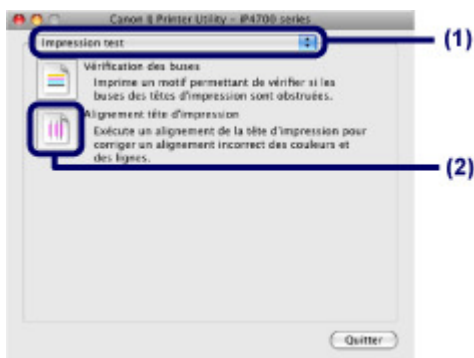 Canon IJ Printer Utility – iP4700 series
Impression test
(1)
Vérification des buses
Imprime un motif permettant de vérifier si les
buses des têtes d'impression sont obstruées.
Alignement tête d'impression
Exécute un alignement de la tête d'impression pour
corriger un alignement incorrect des couleurs et
des lignes.
(2)
Quitter